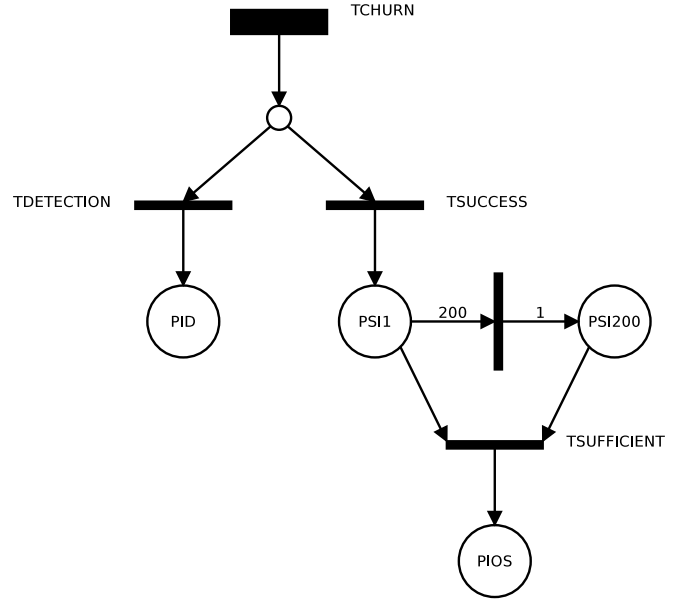 TCHURN
TDETECTION
TSUCCESS
PID
PSI1
200
1
PSI200
TSUFFICIENT
PIOS